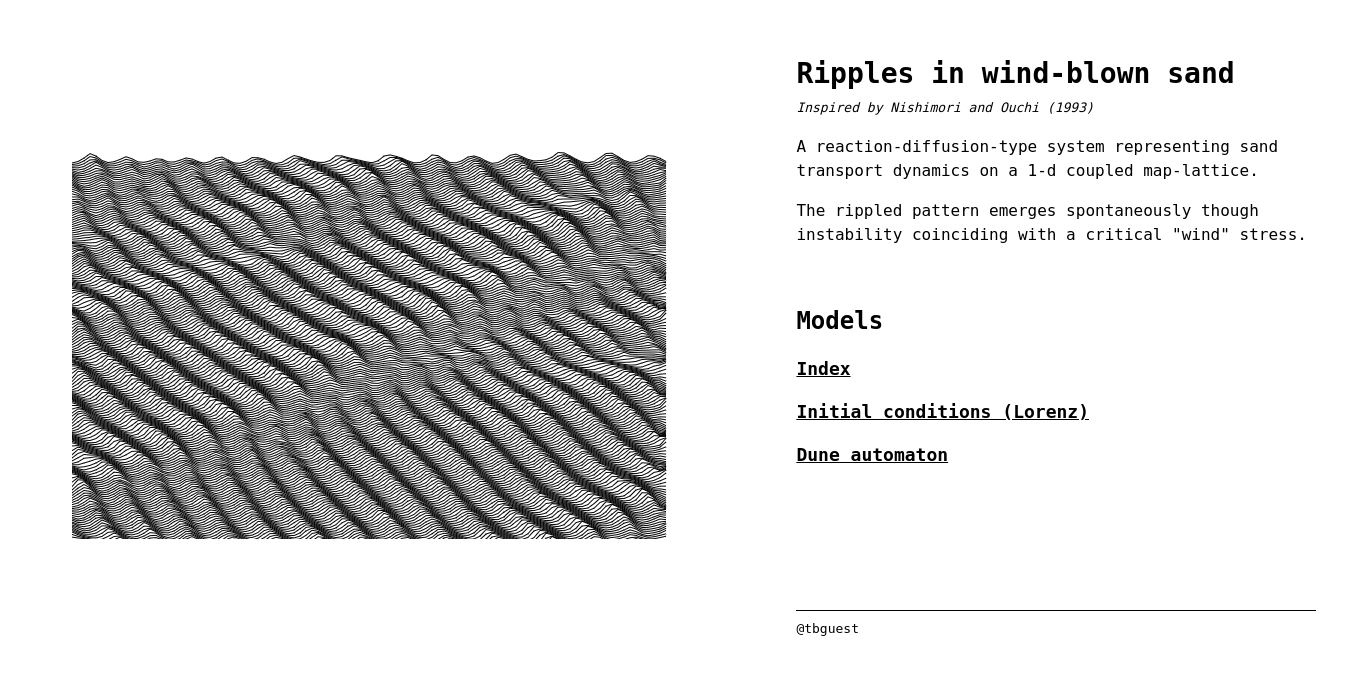 Ripples in wind-blown sand
Inspired by Nishimori and Ouchi (1993)
A reaction-diffusion-type system representing sand
transport dynamics on a 1-d coupled map-lattice.
The rippled pattern emerges spontaneously though
instability coinciding with a critical "wind" stress.
Models
Index
Initial conditions (Lorenz)
Dune automaton
@tbguest